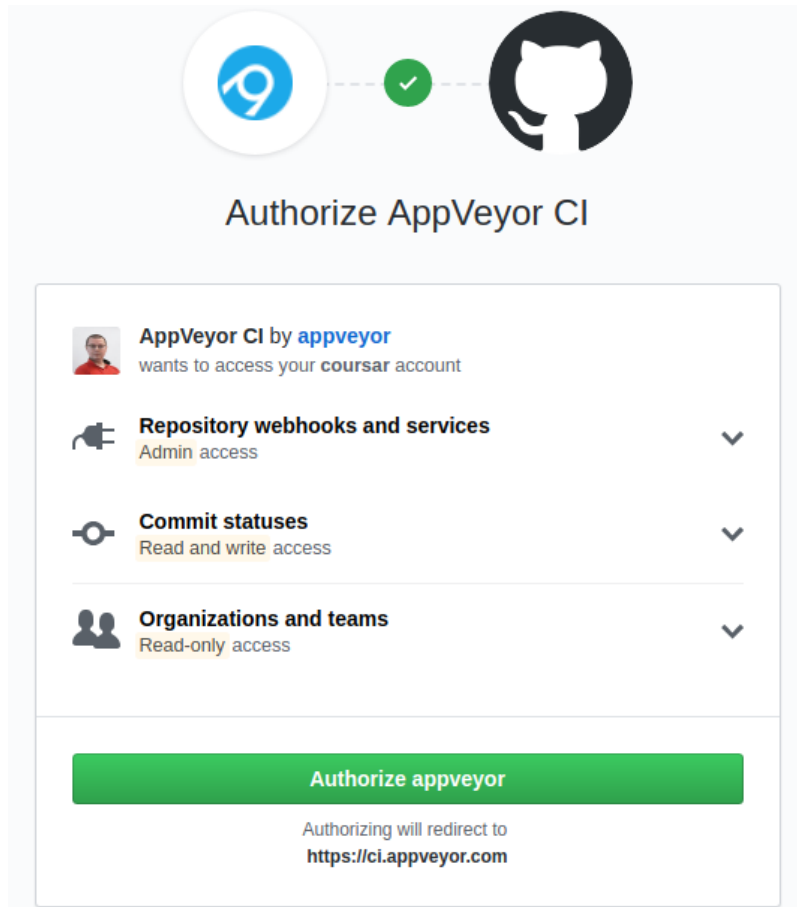 Authorize AppVeyor CI
AppVeyor CI by appveyor
wants to access your coursar account
Repository webhooks and services
Admin access
Commit statuses
Read and write access
Organizations and teams
Read-only access
Authorize appveyor
Authorizing will redirect to
https://ci.appveyor.com